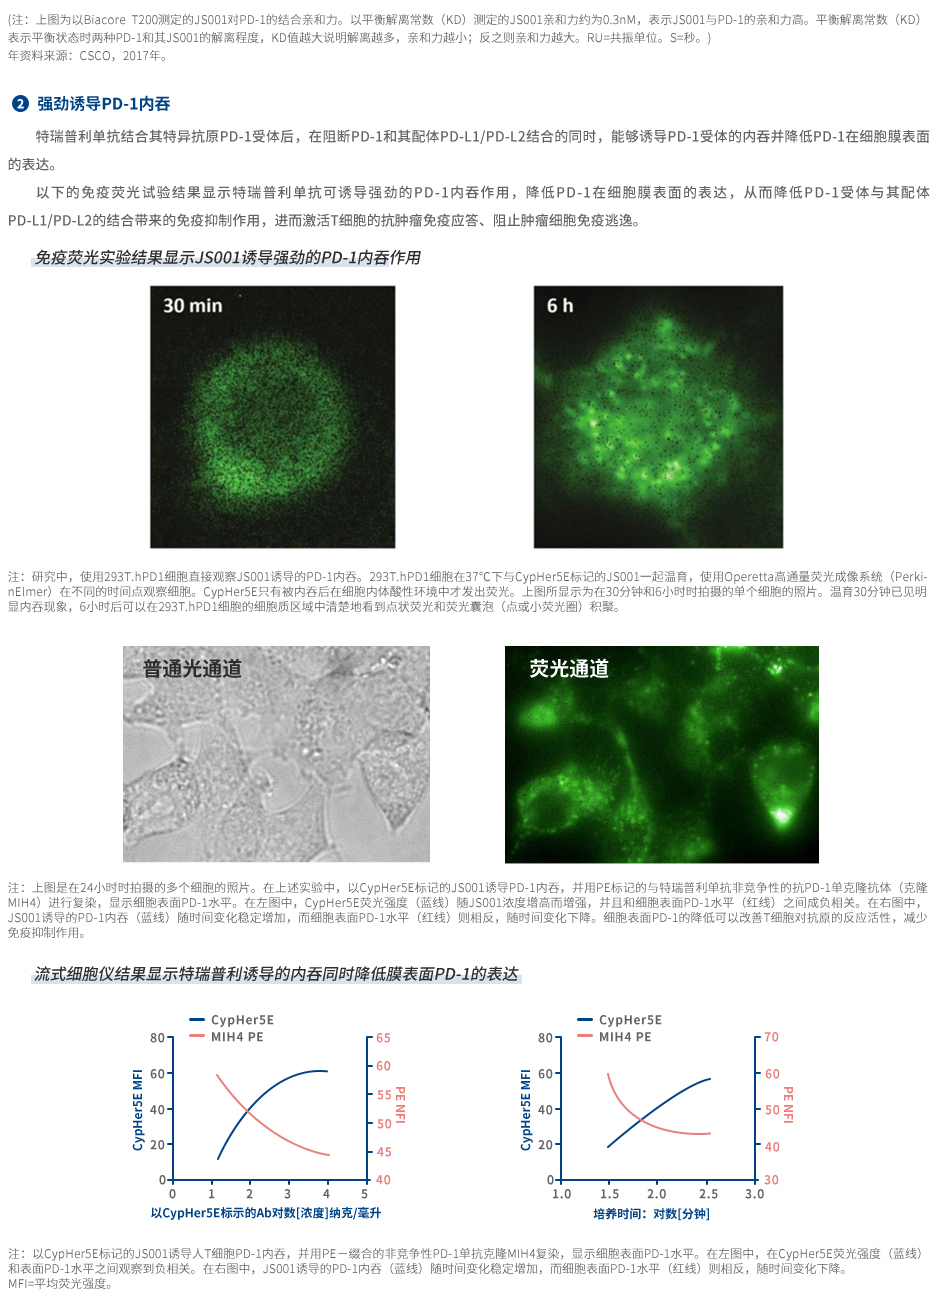 (注：上图为以Biacore T200测定的JS001对PD-1的结合亲和力。以平衡解离常数（KD）测定的JS001亲和力约为0.3nM，表示JS001与PD-1的亲和力高。平衡解离常数（KD）
表示平衡状态时两种PD-1和其JS001的解离程度，KD值越大说明解离越多，亲和力越小；反之则亲和力越大。RU=共振单位。S=秒。)
年资料来源：CSCO，2017年。
2 强劲诱导PD-1内吞
特瑞普利单抗结合其特异抗原PD-1受体后，在阻断PD-1和其配体PD-L1/PD-L2结合的同时，能够诱导PD-1受体的内吞并降低PD-1在细胞膜表面
的表达。
以下的免疫荧光试验结果显示特瑞普利单抗可诱导强劲的PD-1内吞作用，降低PD-1在细胞膜表面的表达，从而降低PD-1受体与其配体
PD-L1/PD-L2的结合带来的免疫抑制作用，进而激活T细胞的抗肿瘤免疫应答、阻止肿瘤细胞免疫逃逸。
免疫荧光实验结果显示JS001诱导强劲的PD-1内吞作用
30 min
6 h
注：研究中，使用293T.hPD1细胞直接观察JS001诱导的PD-1内吞。293T.hPD1细胞在37℃下与CypHer5E标记的JS001一起温育，使用Operetta高通量荧光成像系统（Perki-
nElmer）在不同的时间点观察细胞。CypHer5E只有被内吞后在细胞内体酸性环境中才发出荧光。上图所显示为在30分钟和6小时时拍摄的单个细胞的照片。温育30分钟已见明
显内吞现象，6小时后可以在293T.hPD1细胞的细胞质区域中清楚地看到点状荧光和荧光囊泡（点或小荧光圈）积聚。
普通光通道
荧光通道
注：上图是在24小时时拍摄的多个细胞的照片。在上述实验中，以CypHer5E标记的JS001诱导PD-1内吞，并用PE标记的与特瑞普利单抗非竞争性的抗PD-1单克隆抗体（克隆
MIH4）进行复染，显示细胞表面PD-1水平。在左图中，CypHer5E荧光强度（蓝线）随JS001浓度增高而增强，并且和细胞表面PD-1水平（红线）之间成负相关。在右图中，
JS001诱导的PD-1内吞（蓝线）随时间变化稳定增加，而细胞表面PD-1水平（红线）则相反，随时间变化下降。细胞表面PD-1的降低可以改善T细胞对抗原的反应活性，减少
免疫抑制作用。
流式细胞仪结果显示特瑞普利诱导的内吞同时降低膜表面PD-1的表达
CypHer5E
MIH4 PE
80
60
40
20
0
CypHer5E MFI
65
60
55
50
45
40
PE NFI
0 1 2 3 4 5
以CypHer5E标示的Ab对数[浓度]纳克/毫升
CypHer5E
MIH4 PE
80
60
40
20
0
CypHer5E MFI
70
60
50
40
30
PE NFI
1.0 1.5 2.0 2.5 3.0
培养时间：对数[分钟]
注：以CypHer5E标记的JS001诱导人T细胞PD-1内吞，并用PE－缀合的非竞争性PD-1单抗克隆MIH4复染，显示细胞表面PD-1水平。在左图中，在CypHer5E荧光强度（蓝线）
和表面PD-1水平之间观察到负相关。在右图中，JS001诱导的PD-1内吞（蓝线）随时间变化稳定增加，而细胞表面PD-1水平（红线）则相反，随时间变化下降。
MFI=平均荧光强度。